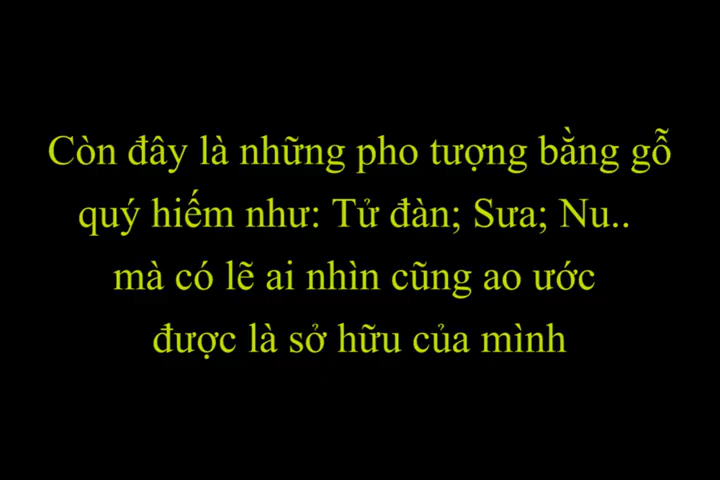 Còn đây là những pho tượng bằng gỗ
quý hiếm như: Tử đàn; Sưa; Nu..
mà có lẽ ai nhìn cũng ao ước
được là sở hữu của mình